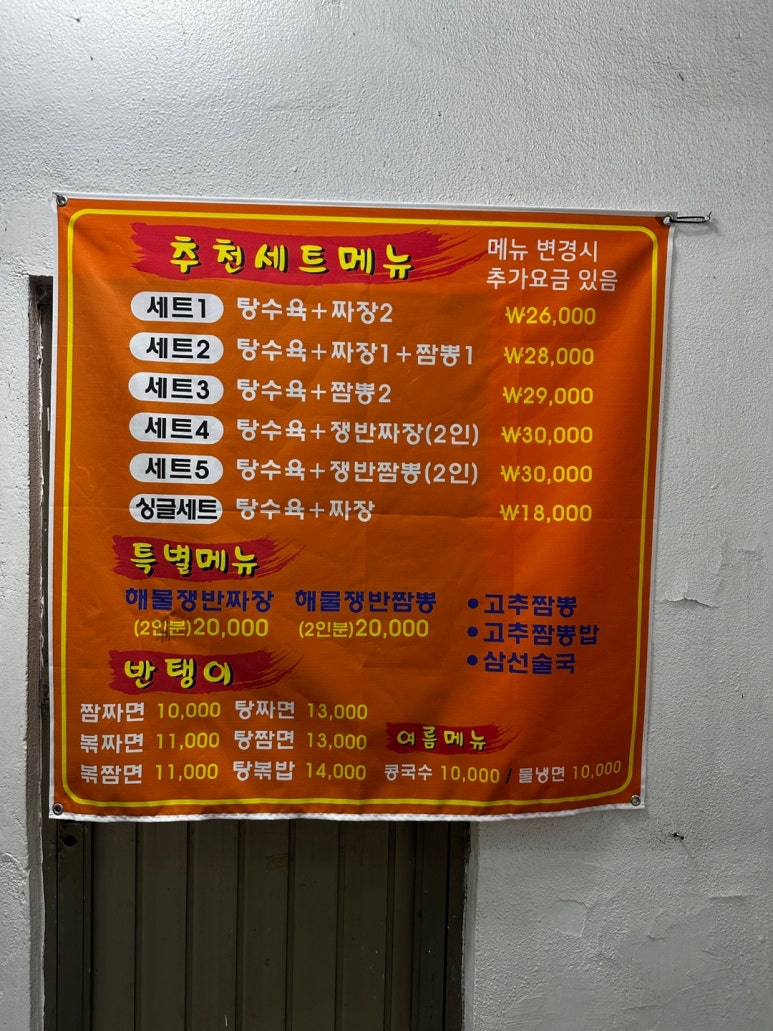 추천세트메뉴
메뉴 변경시
추가요금 있음
세트1 탕수육+짜장2 ₩26,000
세트2 탕수육+짜장1+짬뽕1 ₩28,000
세트3 탕수육+짬뽕2 ₩29,000
세트4 탕수육+쟁반짜장(2인) ₩30,000
세트5 탕수육+쟁반짬뽕(2인) ₩30,000
싱글세트 탕수육+짜장 ₩18,000
특별메뉴
해물쟁반짜장
(2인분)20,000
해물쟁반짬뽕
(2인분)20,000
•고추짬뽕
•고추짬뽕밥
•삼선술국
반탱이
짬짜면 10,000 탕짜면 13,000
볶짜면 11,000 탕짬면 13,000
볶짬면 11,000 탕볶밥 14,000
여름메뉴
콩국수 10,000 / 물냉면 10,000